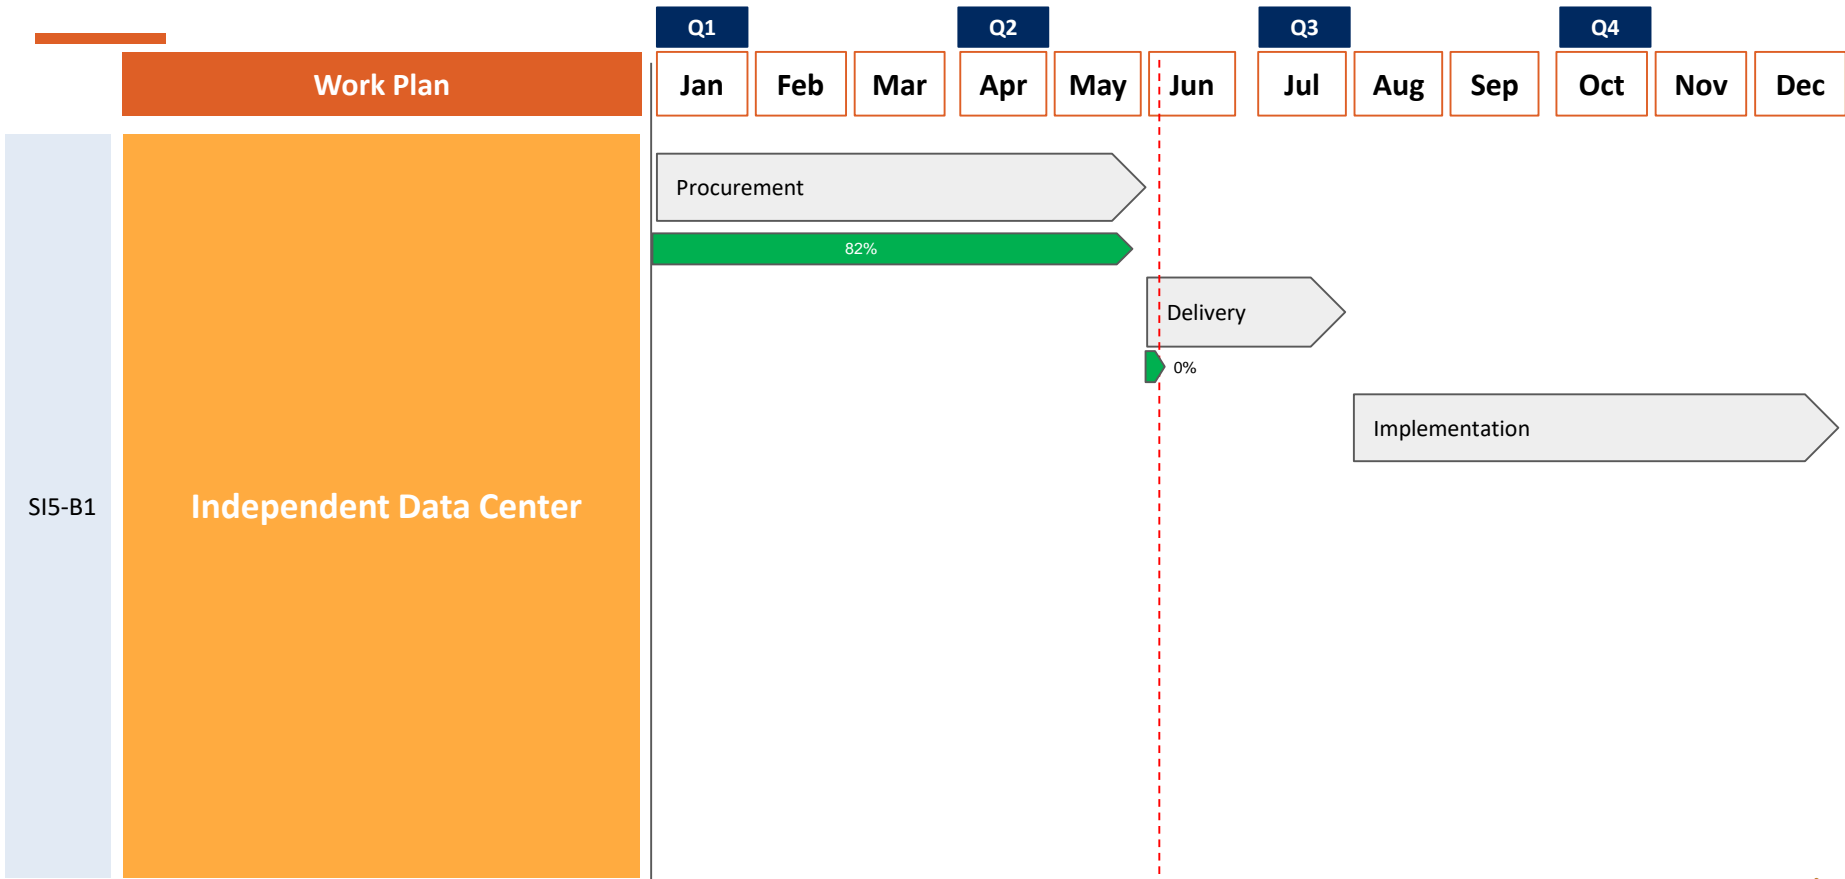 Q1 Q2 Q3 Q4
Work Plan Jan Feb Mar Apr May Jun Jul Aug Sep Oct Nov Dec
Procurement
82%
Delivery
0%
Implementation
SI5-B1 Independent Data Center